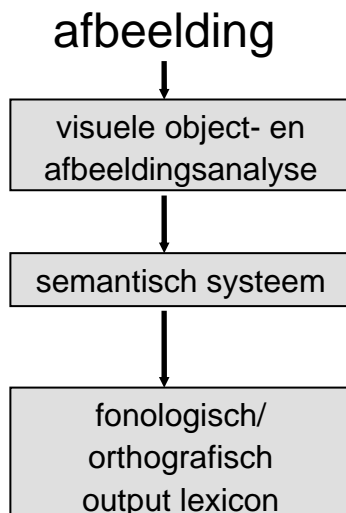 afbeelding
visuele object- en
afbeeldingsanalyse
semantisch systeem
fonologisch/
orthografisch
output lexicon